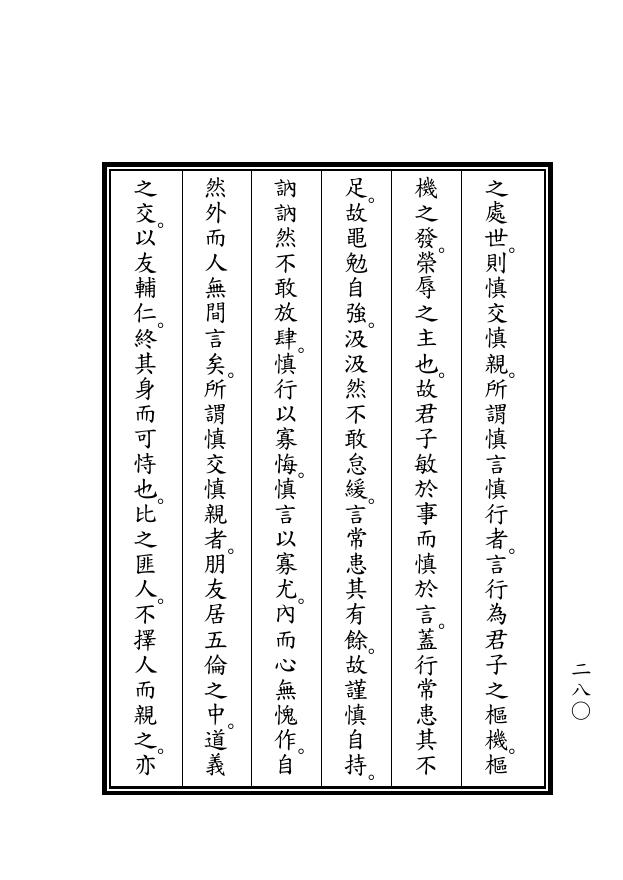 之處世。則慎交慎親。所謂慎言慎行者。言行為君子之樞機。樞
機之發。榮辱之主也。故君子敏於事而慎於言。蓋行常患其不
足。故黽勉自強。汲汲然不敢怠緩。言常患其有餘。故謹慎自持。
訥訥然不敢放肆。慎行以寡悔。慎言以寡尤。內而心無愧怍。自
然外而人無間言矣。所謂慎交慎親者。朋友居五倫之中。道義
之交。以友輔仁。終其身而可恃也。比之匪人。不擇人而親之。亦
二八〇